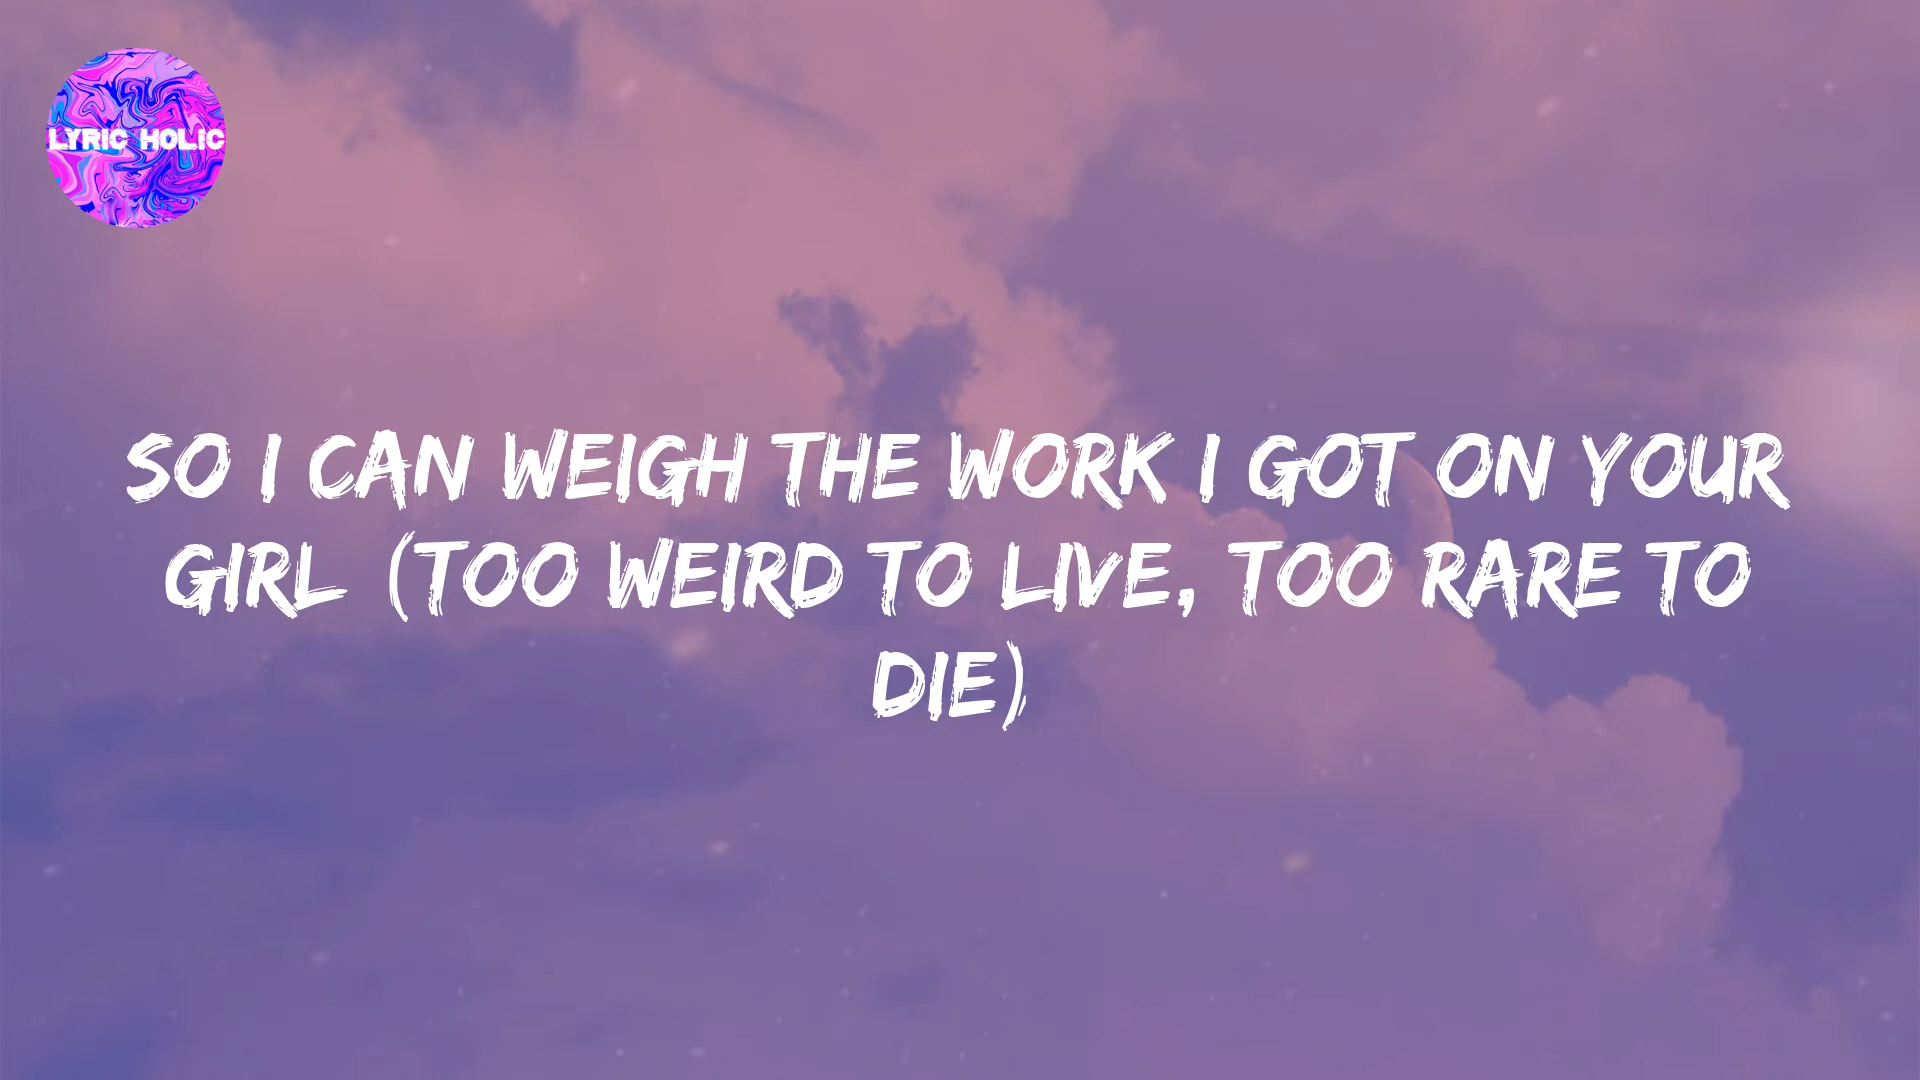 LYRIC HOLIC
SO I CAN WEIGH THE WORK I GOT ON YOUR
GIRL (TOO WEIRD TO LIVE, TOO RARE TO
DIE)